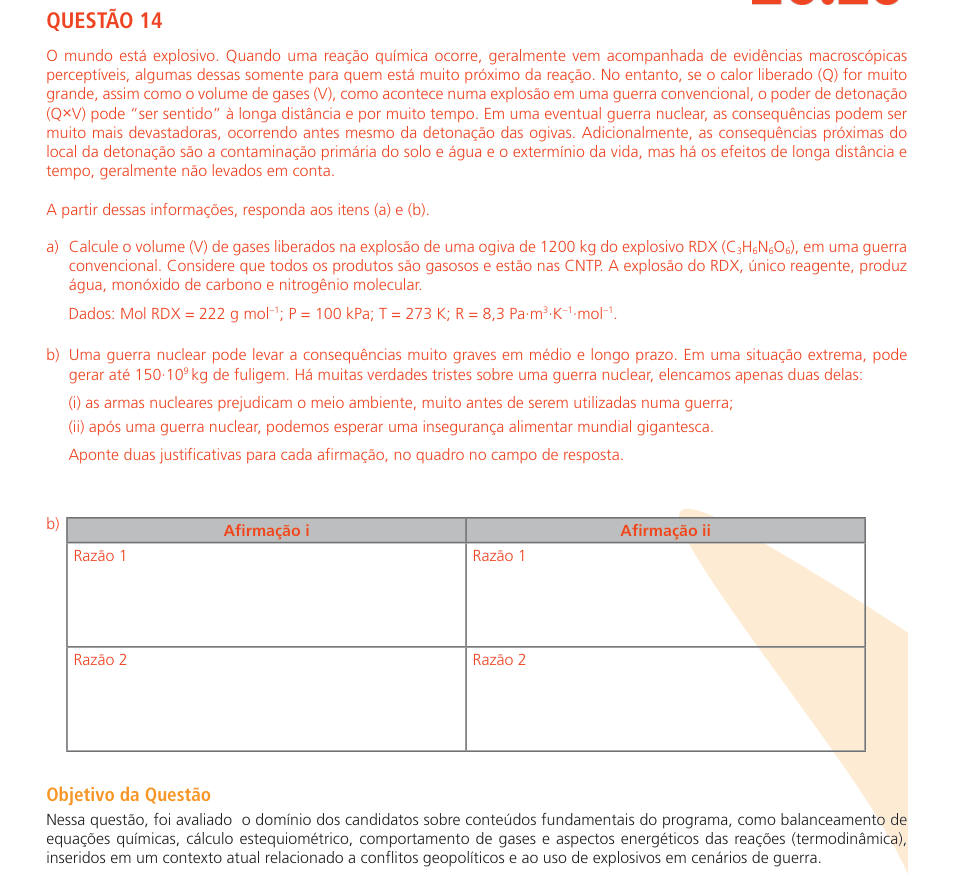 QUESTÃO 14
O mundo está explosivo. Quando uma reação química ocorre, geralmente vem acompanhada de evidências macroscópicas
perceptíveis, algumas dessas somente para quem está muito próximo da reação. No entanto, se o calor liberado (Q) for muito
grande, assim como o volume de gases (V), como acontece numa explosão em uma guerra convencional, o poder de detonação
(Q×V) pode “ser sentido” à longa distância e por muito tempo. Em uma eventual guerra nuclear, as consequências podem ser
muito mais devastadoras, ocorrendo antes mesmo da detonação das ogivas. Adicionalmente, as consequências próximas do
local da detonação são a contaminação primária do solo e água e o extermínio da vida, mas há os efeitos de longa distância e
tempo, geralmente não levados em conta.
A partir dessas informações, responda aos itens (a) e (b).
a) Calcule o volume (V) de gases liberados na explosão de uma ogiva de 1200 kg do explosivo RDX (C₃H₆N₆O₆), em uma guerra
convencional. Considere que todos os produtos são gasosos e estão nas CNTP. A explosão do RDX, único reagente, produz
água, monóxido de carbono e nitrogênio molecular.
Dados: Mol RDX = 222 g mol⁻¹; P = 100 kPa; T = 273 K; R = 8,3 Pa·m³·K⁻¹·mol⁻¹.
b) Uma guerra nuclear pode levar a consequências muito graves em médio e longo prazo. Em uma situação extrema, pode
gerar até 150·10⁹ kg de fuligem. Há muitas verdades tristes sobre uma guerra nuclear, elencamos apenas duas delas:
(i) as armas nucleares prejudicam o meio ambiente, muito antes de serem utilizadas numa guerra;
(ii) após uma guerra nuclear, podemos esperar uma insegurança alimentar mundial gigantesca.
Aponte duas justificativas para cada afirmação, no quadro no campo de resposta.
b)
Afirmação i Afirmação ii
Razão 1 Razão 1
Razão 2 Razão 2
Objetivo da Questão
Nessa questão, foi avaliado o domínio dos candidatos sobre conteúdos fundamentais do programa, como balanceamento de
equações químicas, cálculo estequiométrico, comportamento de gases e aspectos energéticos das reações (termodinâmica),
inseridos em um contexto atual relacionado a conflitos geopolíticos e ao uso de explosivos em cenários de guerra.